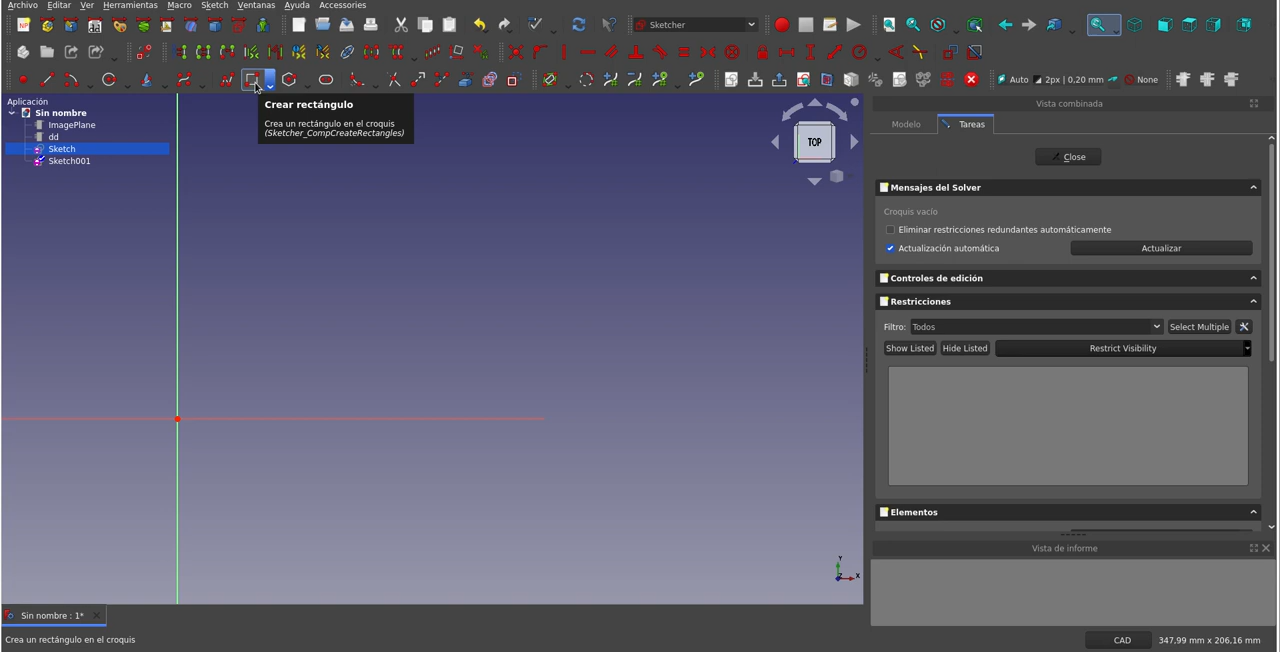 Archivo Editar Ver Herramientas Macro Sketch Ventanas Ayuda Accessories
Sketcher
Auto 2px | 0,20 mm None
Aplicación
Sin nombre
ImagePlane
dd
Sketch
Sketch001
Crear rectángulo
Crea un rectángulo en el croquis
(Sketcher_CompCreateRectangles)
TOP
Y
Z
X
Vista combinada
Modelo Tareas
Close
Mensajes del Solver
Croquis vacío
Eliminar restricciones redundantes automáticamente
Actualización automática Actualizar
Controles de edición
Restricciones
Filtro: Todos Select Multiple
Show Listed Hide Listed Restrict Visibility
Elementos
Vista de informe
Sin nombre : 1*
Crea un rectángulo en el croquis
CAD 347,99 mm x 206,16 mm